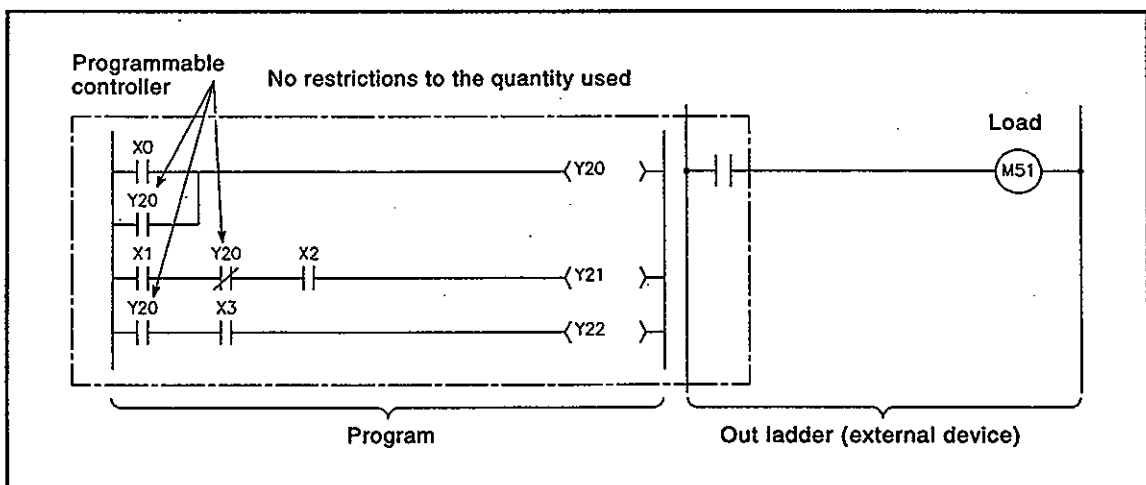 Programmable
controller
No restrictions to the quantity used
Load
X0
Y20
M51
Y20
X1
Y20
X2
Y21
Y20
X3
Y22
Program
Out ladder (external device)